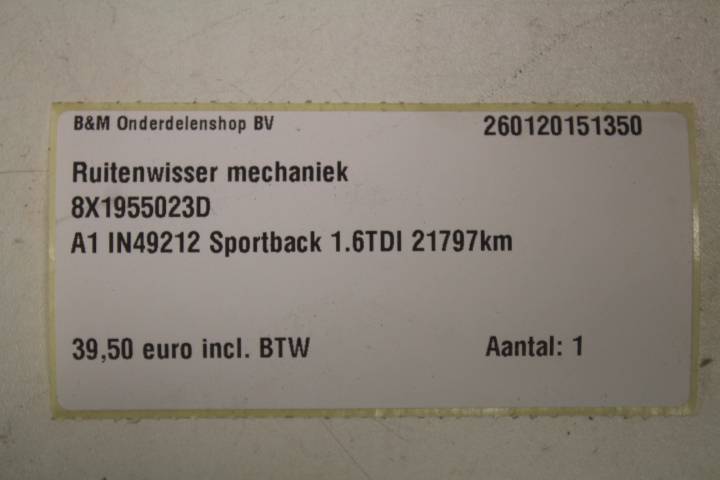 B&M Onderdelenshop BV 260120151350
Ruitenwisser mechaniek
8X1955023D
A1 IN49212 Sportback 1.6TDI 21797km
39,50 euro incl. BTW Aantal: 1